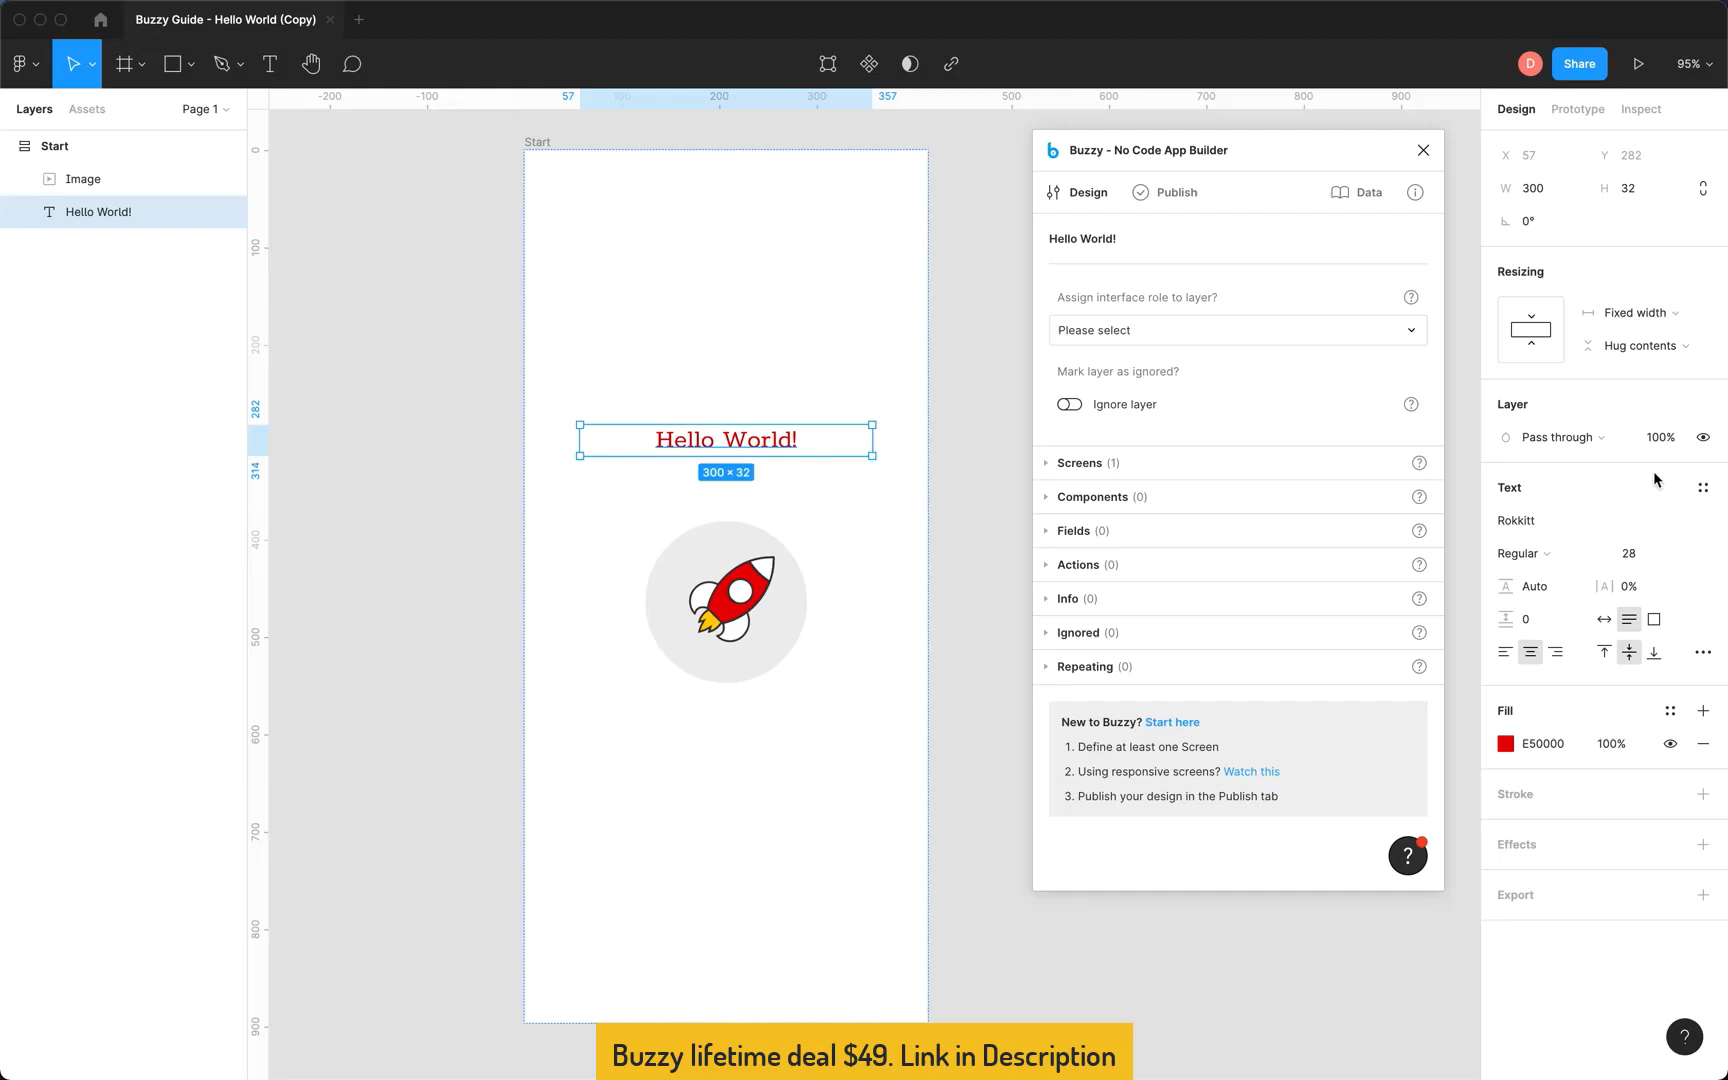 Buzzy Guide - Hello World (Copy)
D
Share
95%
Layers
Assets
Page 1
-200
-100
57
100
200
300
357
500
600
700
800
900
Design
Prototype
Inspect
Start
Image
Hello World!
0
100
200
282
314
400
500
600
700
800
900
Start
Hello World!
300 × 32
Buzzy - No Code App Builder
Design
Publish
Data
Hello World!
Assign interface role to layer?
Please select
Mark layer as ignored?
Ignore layer
Screens (1)
Components (0)
Fields (0)
Actions (0)
Info (0)
Ignored (0)
Repeating (0)
New to Buzzy? Start here
1. Define at least one Screen
2. Using responsive screens? Watch this
3. Publish your design in the Publish tab
?
X 57
Y 282
W 300
H 32
0°
Resizing
Fixed width
Hug contents
Layer
Pass through
100%
Text
Rokkitt
Regular
28
Auto
0%
0
Fill
E50000
100%
Stroke
Effects
Export
?
Buzzy lifetime deal $49. Link in Description